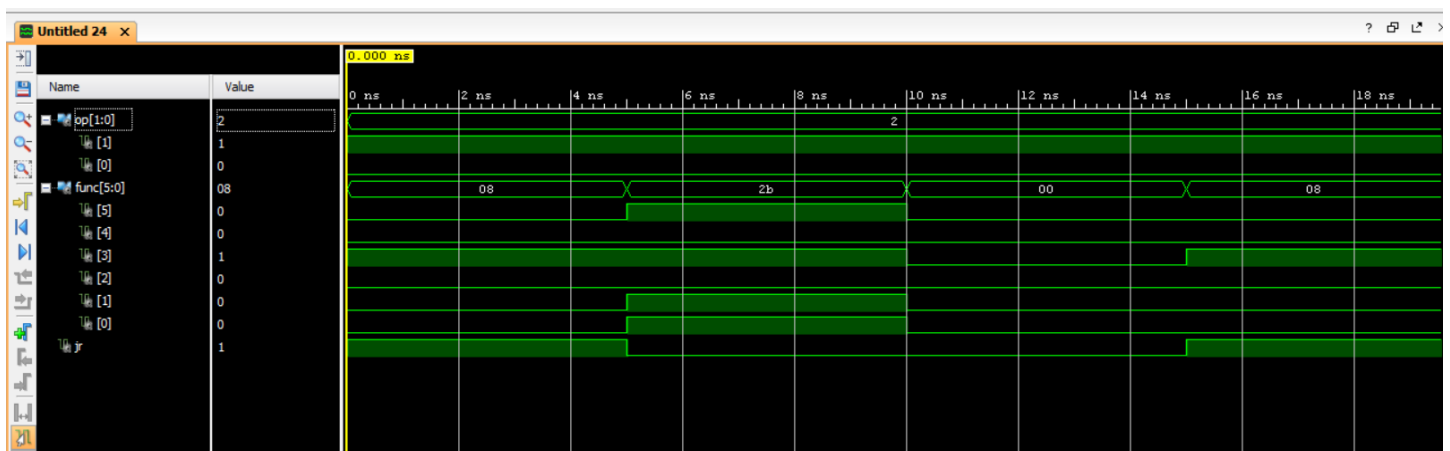 Untitled 24 X
?
0.000 ns
Name Value
0 ns 2 ns 4 ns 6 ns 8 ns 10 ns 12 ns 14 ns 16 ns 18 ns
op[1:0] 2 2
[1] 1
[0] 0
func[5:0] 08 08 2b 00 08
[5] 0
[4] 0
[3] 1
[2] 0
[1] 0
[0] 0
jr 1